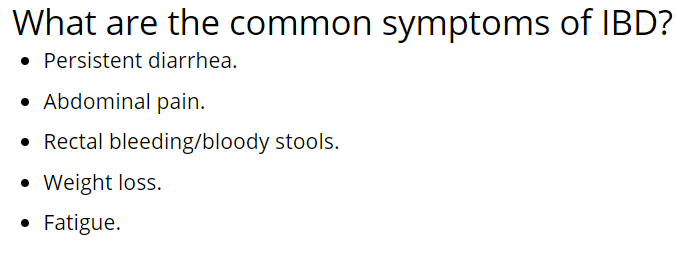 What are the common symptoms of IBD?
• Persistent diarrhea.
• Abdominal pain.
• Rectal bleeding/bloody stools.
• Weight loss.
• Fatigue.